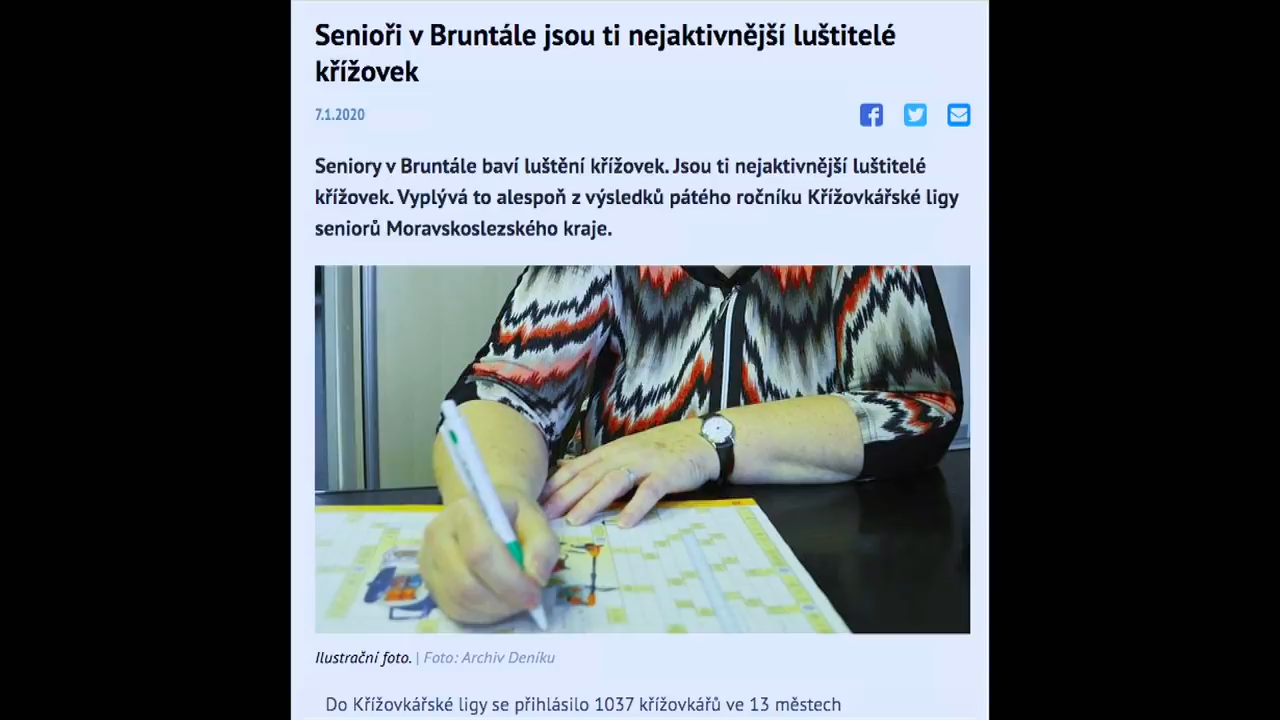 Senioři v Bruntále jsou ti nejaktivnější luštitelé
křížovek
7.1.2020
Seniory v Bruntále baví luštění křížovek. Jsou ti nejaktivnější luštitelé
křížovek. Vyplývá to alespoň z výsledků pátého ročníku Křížovkářské ligy
seniorů Moravskoslezského kraje.
Ilustrační foto. | Foto: Archiv Deníku
Do Křížovkářské ligy se přihlásilo 1037 křížovkářů ve 13 městech